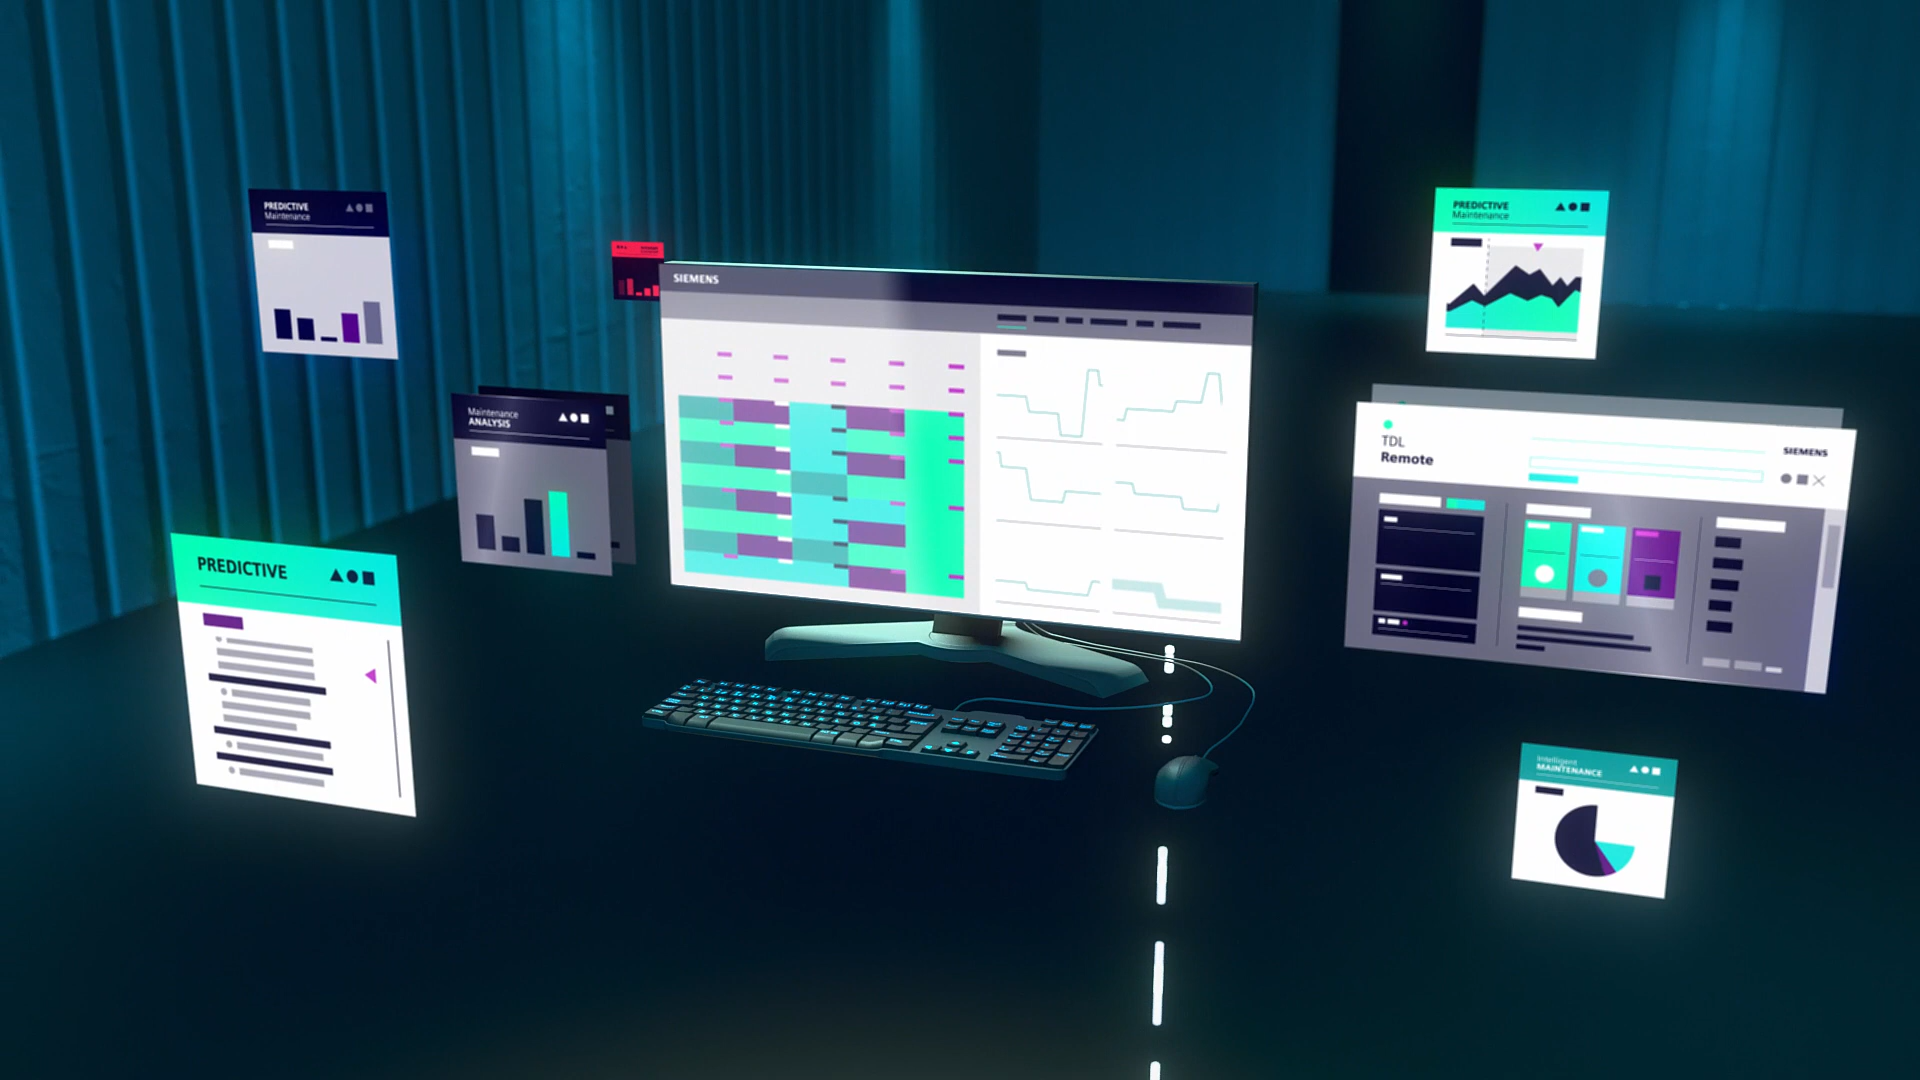 PREDICTIVE
Maintenance
SIEMENS
PREDICTIVE
Maintenance
Maintenance
ANALYSIS
TDL
Remote
SIEMENS
PREDICTIVE
Intelligent
MAINTENANCE